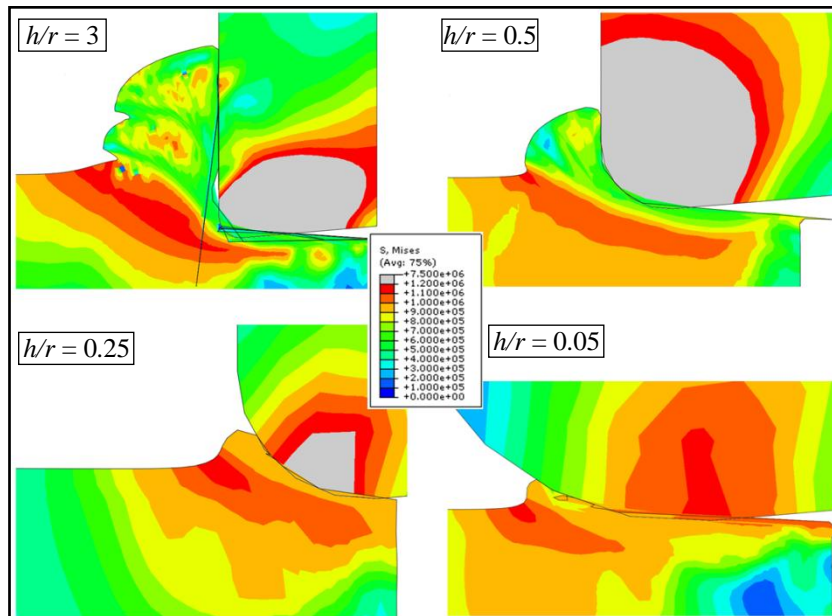 h/r = 3
h/r = 0.5
S, Mises
(Avg: 75%)
+7.500e+06
+1.200e+06
+1.100e+06
+1.000e+06
+9.000e+05
+8.000e+05
+7.000e+05
+6.000e+05
+5.000e+05
+4.000e+05
+3.000e+05
+2.000e+05
+1.000e+05
+0.000e+00
h/r = 0.25
h/r = 0.05